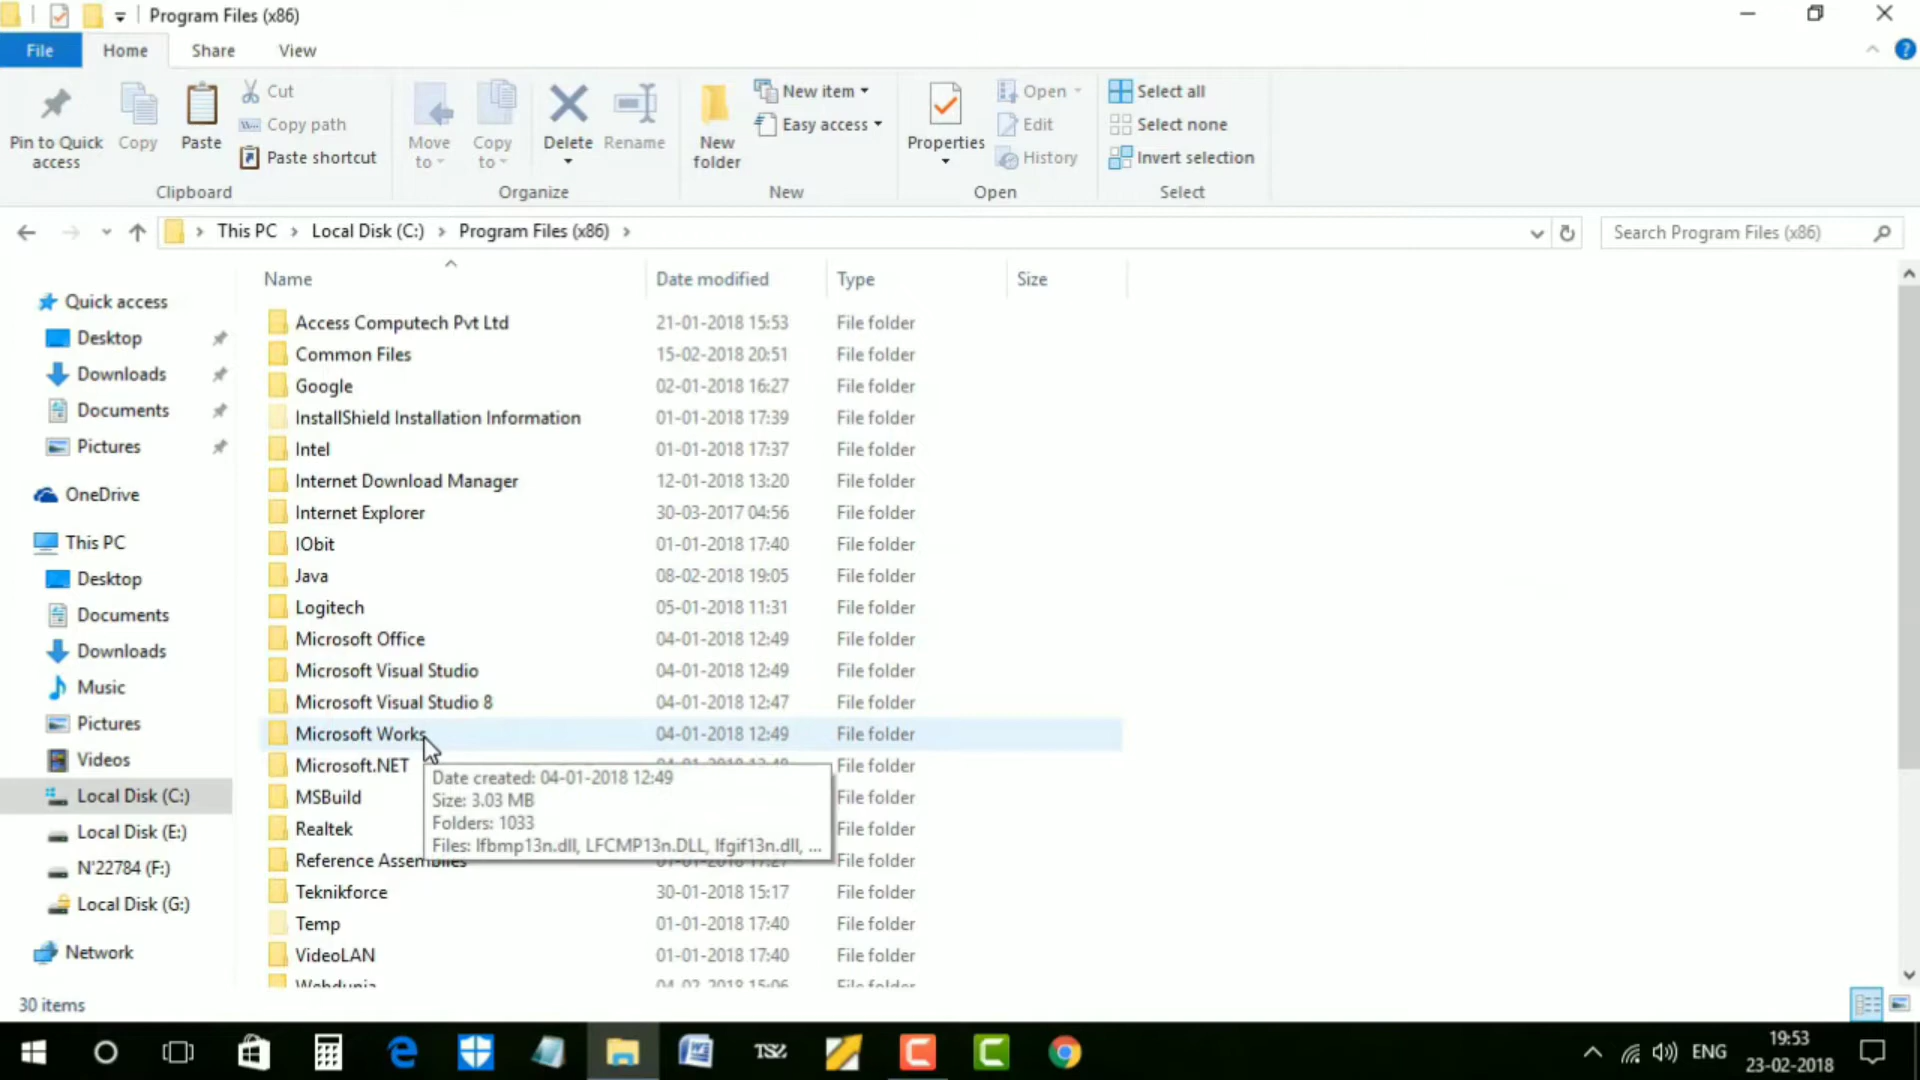 Program Files (x86)
File Home Share View
Pin to Quick access
Copy
Paste
Cut
Copy path
Paste shortcut
Clipboard
Move to
Copy to
Delete
Rename
Organize
New folder
New item
Easy access
New
Properties
Open
Edit
History
Open
Select all
Select none
Invert selection
Select
This PC Local Disk (C:) Program Files (x86)
Search Program Files (x86)
Quick access
Desktop
Downloads
Documents
Pictures
OneDrive
This PC
Desktop
Documents
Downloads
Music
Pictures
Videos
Local Disk (C:)
Local Disk (E:)
N'22784 (F:)
Local Disk (G:)
Network
Name Date modified Type Size
Access Computech Pvt Ltd 21-01-2018 15:53 File folder
Common Files 15-02-2018 20:51 File folder
Google 02-01-2018 16:27 File folder
InstallShield Installation Information 01-01-2018 17:39 File folder
Intel 01-01-2018 17:37 File folder
Internet Download Manager 12-01-2018 13:20 File folder
Internet Explorer 30-03-2017 04:56 File folder
IObit 01-01-2018 17:40 File folder
Java 08-02-2018 19:05 File folder
Logitech 05-01-2018 11:31 File folder
Microsoft Office 04-01-2018 12:49 File folder
Microsoft Visual Studio 04-01-2018 12:49 File folder
Microsoft Visual Studio 8 04-01-2018 12:47 File folder
Microsoft Works 04-01-2018 12:49 File folder
Microsoft.NET File folder
MSBuild File folder
Realtek File folder
Reference Assemblies File folder
Teknikforce 30-01-2018 15:17 File folder
Temp 01-01-2018 17:40 File folder
VideoLAN 01-01-2018 17:40 File folder
Date created: 04-01-2018 12:49
Size: 3.03 MB
Folders: 1033
Files: lfbmp13n.dll, LFCMP13n.DLL, lfgif13n.dll, ...
30 items
ENG
19:53
23-02-2018